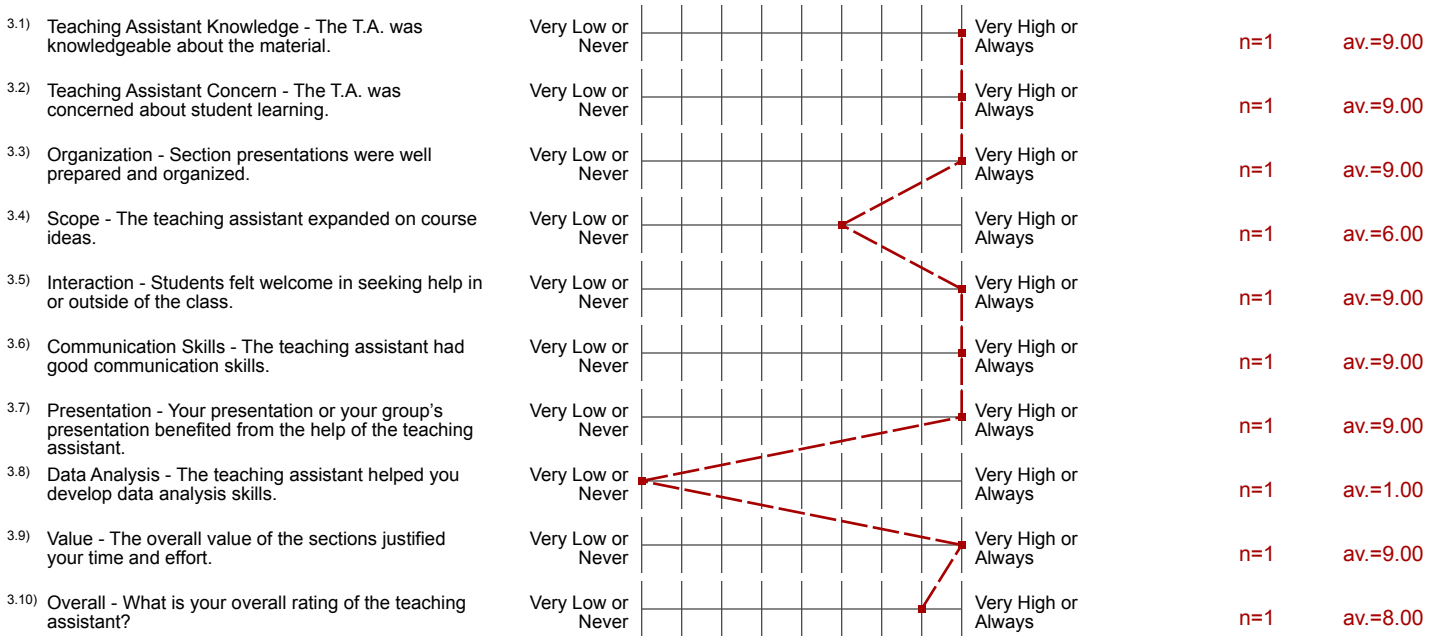 3.1) Teaching Assistant Knowledge - The T.A. was
knowledgeable about the material.
Very Low or
Never
Very High or
Always
n=1
av.=9.00
3.2) Teaching Assistant Concern - The T.A. was
concerned about student learning.
Very Low or
Never
Very High or
Always
n=1
av.=9.00
3.3) Organization - Section presentations were well
prepared and organized.
Very Low or
Never
Very High or
Always
n=1
av.=9.00
3.4) Scope - The teaching assistant expanded on course
ideas.
Very Low or
Never
Very High or
Always
n=1
av.=6.00
3.5) Interaction - Students felt welcome in seeking help in
or outside of the class.
Very Low or
Never
Very High or
Always
n=1
av.=9.00
3.6) Communication Skills - The teaching assistant had
good communication skills.
Very Low or
Never
Very High or
Always
n=1
av.=9.00
3.7) Presentation - Your presentation or your group's
presentation benefited from the help of the teaching
assistant.
Very Low or
Never
Very High or
Always
n=1
av.=9.00
3.8) Data Analysis - The teaching assistant helped you
develop data analysis skills.
Very Low or
Never
Very High or
Always
n=1
av.=1.00
3.9) Value - The overall value of the sections justified
your time and effort.
Very Low or
Never
Very High or
Always
n=1
av.=9.00
3.10) Overall - What is your overall rating of the teaching
assistant?
Very Low or
Never
Very High or
Always
n=1
av.=8.00